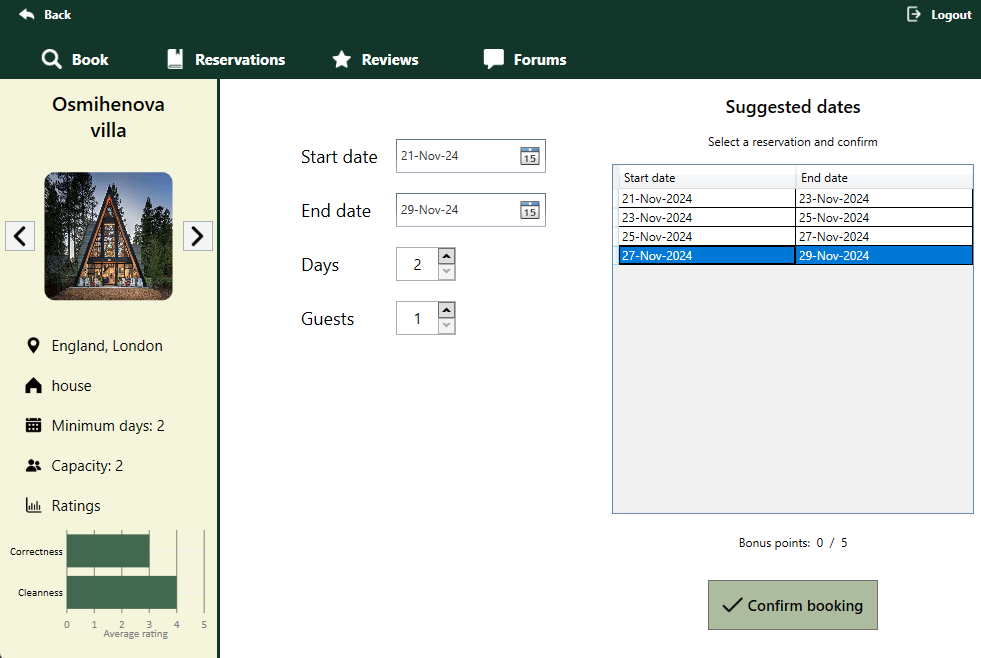 Back
Logout
Book
Reservations
Reviews
Forums
Osmihenova
villa
England, London
house
Minimum days: 2
Capacity: 2
Ratings
Correctness
Cleanness
0 1 2 3 4 5
Average rating
Start date 21-Nov-24 15
End date 29-Nov-24 15
Days 2
Guests 1
Suggested dates
Select a reservation and confirm
Start date End date
21-Nov-2024 23-Nov-2024
23-Nov-2024 25-Nov-2024
25-Nov-2024 27-Nov-2024
27-Nov-2024 29-Nov-2024
Bonus points: 0 / 5
Confirm booking